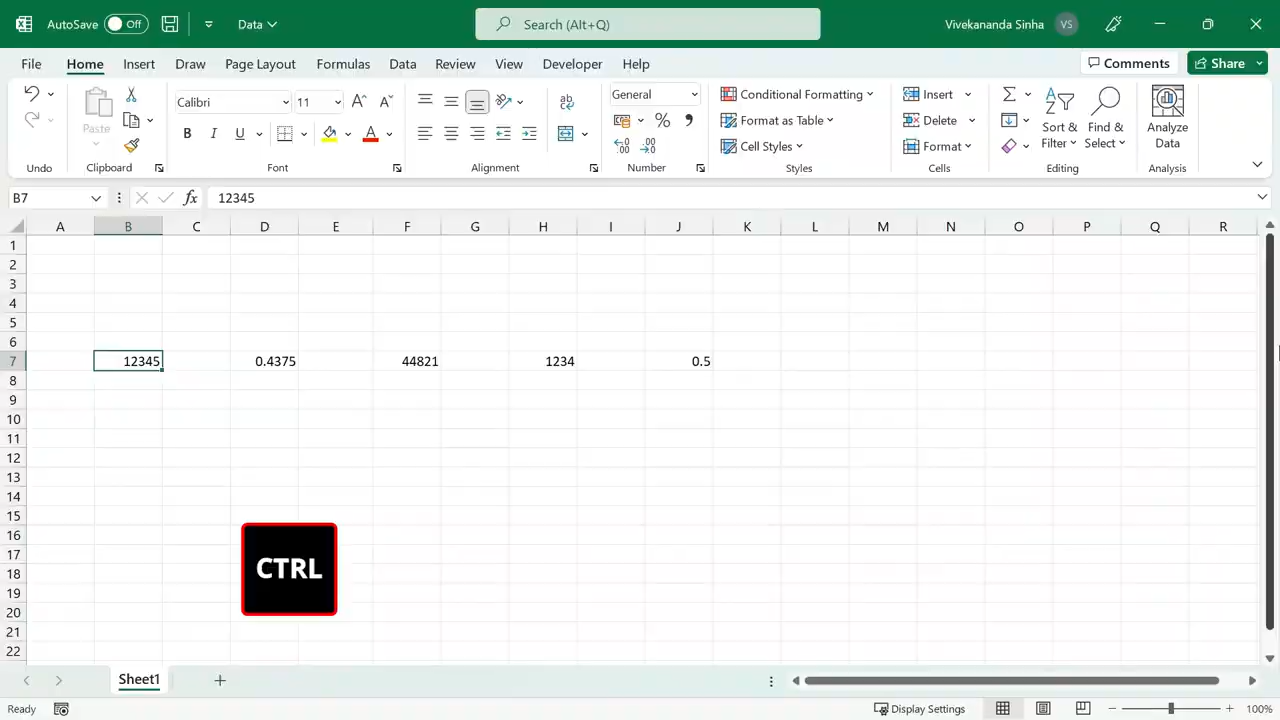 AutoSave Off Data Search (Alt+Q) Vivekananda Sinha VS
File Home Insert Draw Page Layout Formulas Data Review View Developer Help Comments Share
Paste
Calibri 11
ab
General
%
Conditional Formatting
Format as Table
Cell Styles
Insert
Delete
Format
Sort & Filter
Find & Select
Analyze Data
Undo Clipboard Font Alignment Number Styles Cells Editing Analysis
B7 fx 12345
A B C D E F G H I J K L M N O P Q R
1
2
3
4
5
6
7 12345 0.4375 44821 1234 0.5
8
9
10
11
12
13
14
15
16
17
18
19
20
21
22
CTRL
Sheet1
Ready Display Settings 100%